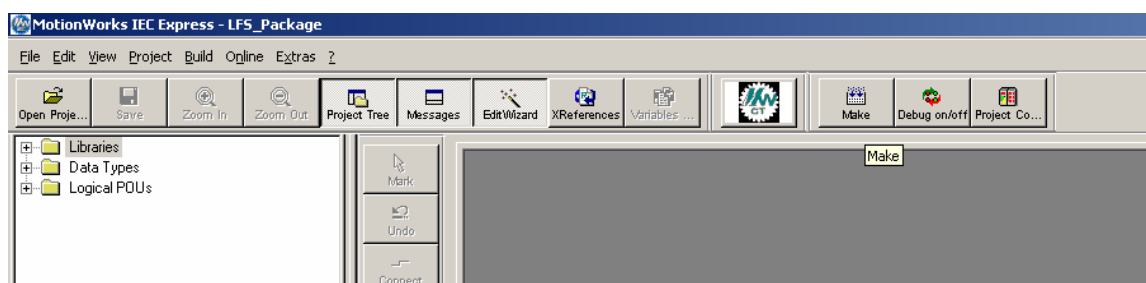 MotionWorks IEC Express - LFS_Package
File Edit View Project Build Online Extras ?
Open Proje... Save Zoom In Zoom Out Project Tree Messages EditWizard XReferences Variables ... GT Make Debug on/off Project Co...
Make
Libraries
Data Types
Logical POUs
Mark
Undo
Connect